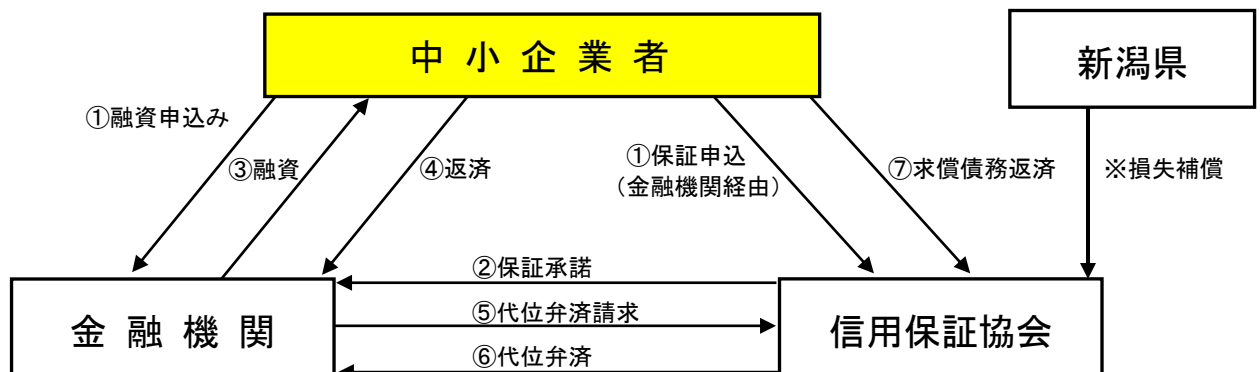 中小企業者
新潟県
①融資申込み
③融資
④返済
①保証申込
（金融機関経由）
⑦求償債務返済
※損失補償
②保証承諾
⑤代位弁済請求
⑥代位弁済
金融機関
信用保証協会